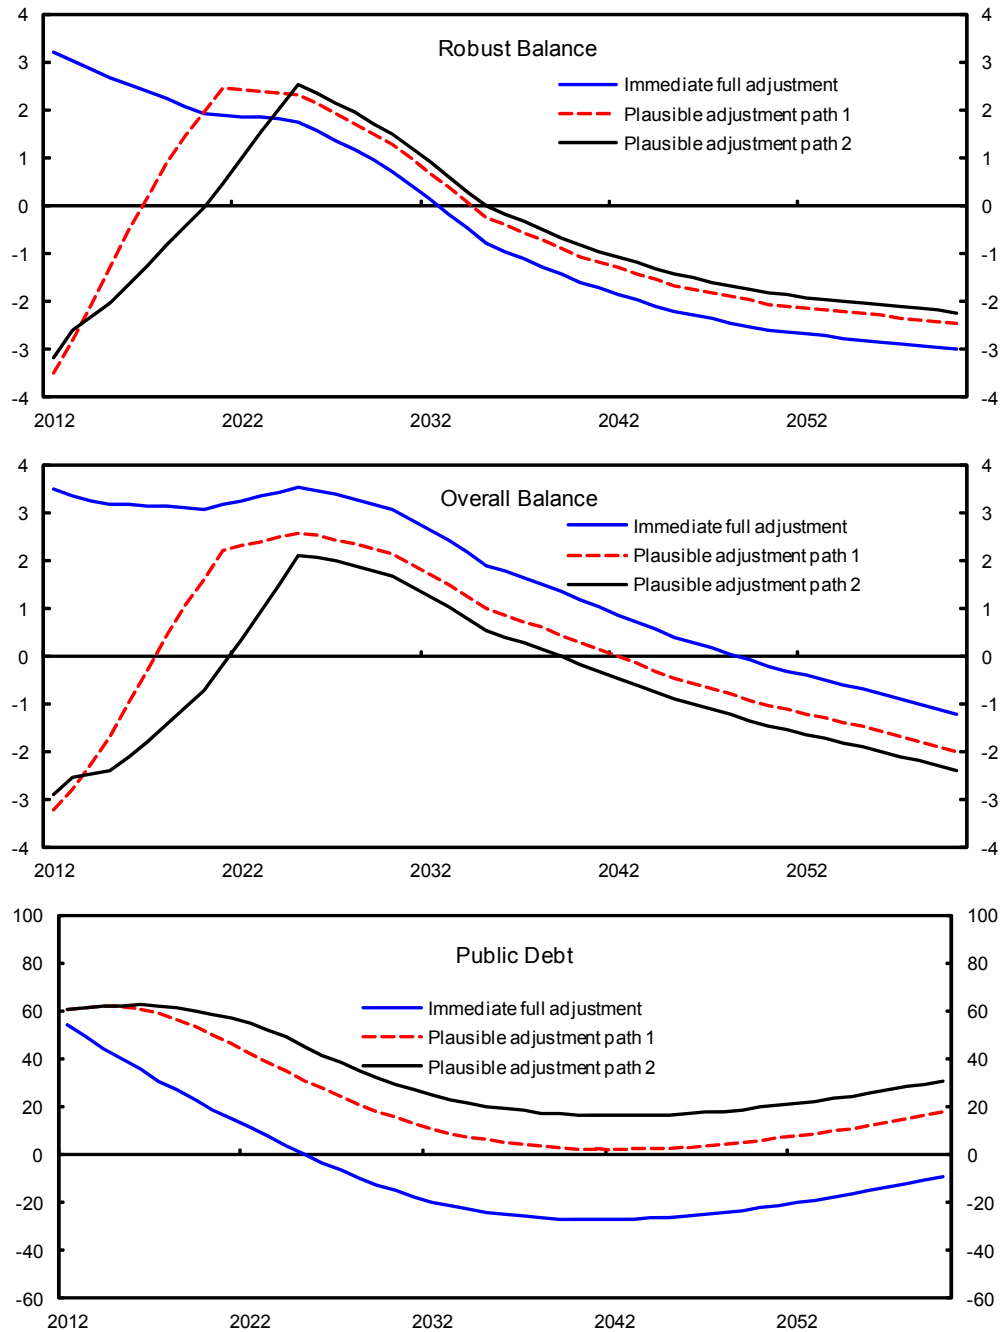 4 4
Robust Balance
3 3
Immediate full adjustment
2 2
Plausible adjustment path 1
Plausible adjustment path 2
1 1
0 0
-1 -1
-2 -2
-3 -3
-4 -4
2012 2022 2032 2042 2052
4 4
Overall Balance
3 3
Immediate full adjustment
Plausible adjustment path 1
2 2
Plausible adjustment path 2
1 1
0 0
-1 -1
-2 -2
-3 -3
-4 -4
2012 2022 2032 2042 2052
100 100
Public Debt
80 80
60 60
Immediate full adjustment
Plausible adjustment path 1
40 40
Plausible adjustment path 2
20 20
0 0
-20 -20
-40 -40
-60 -60
2012 2022 2032 2042 2052